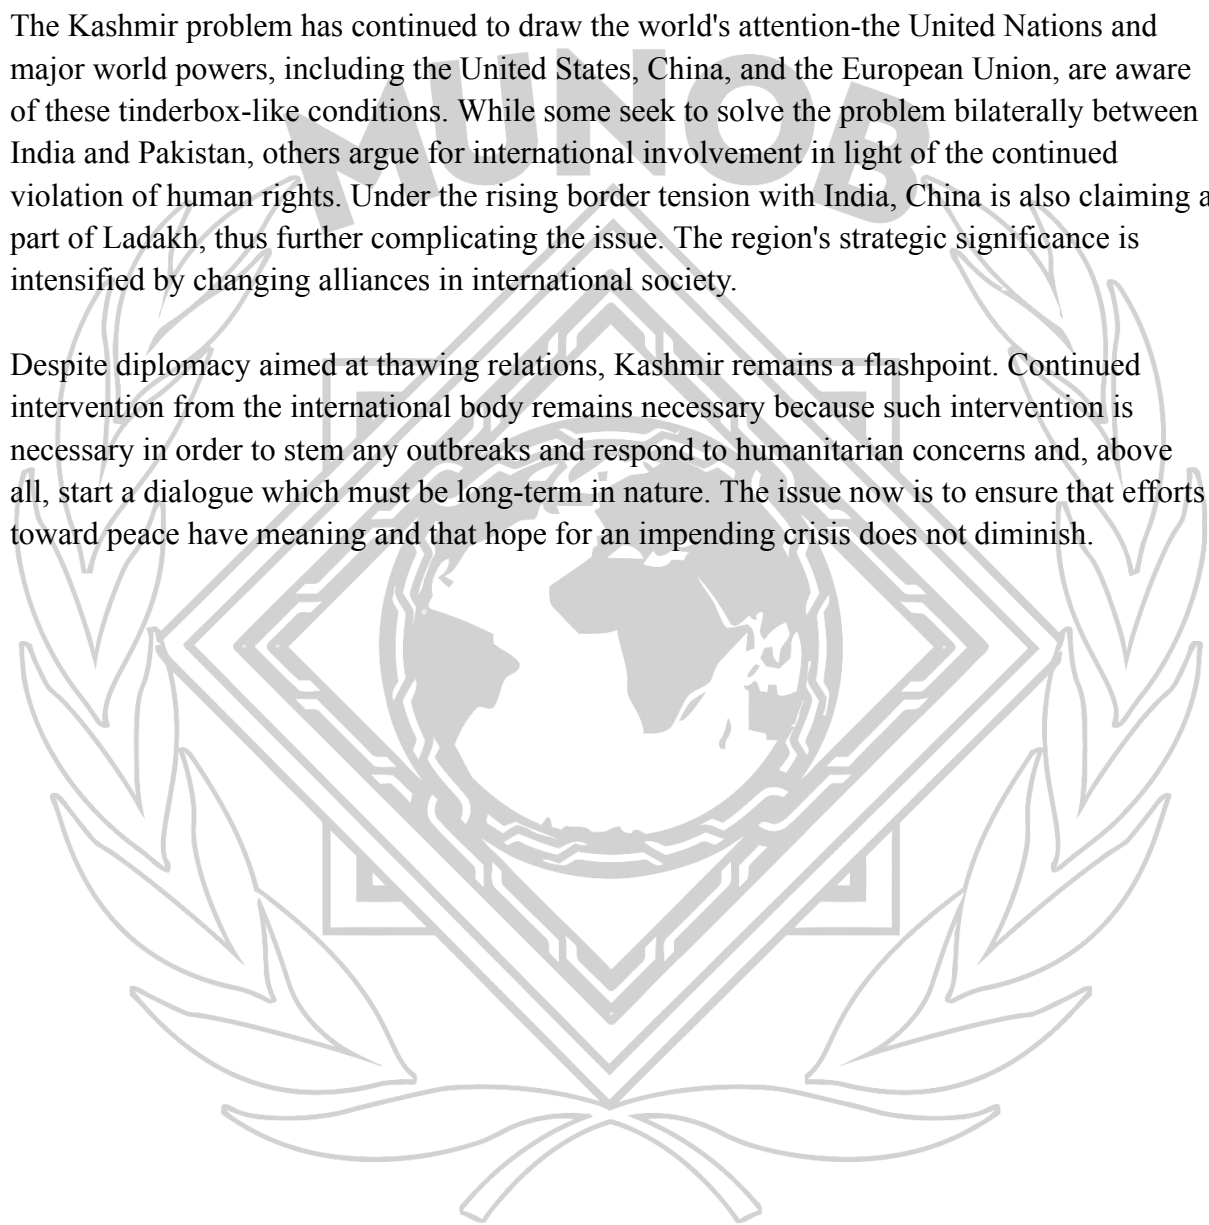 The Kashmir problem has continued to draw the world's attention-the United Nations and
major world powers, including the United States, China, and the European Union, are aware
of these tinderbox-like conditions. While some seek to solve the problem bilaterally between
India and Pakistan, others argue for international involvement in light of the continued
violation of human rights. Under the rising border tension with India, China is also claiming a
part of Ladakh, thus further complicating the issue. The region's strategic significance is
intensified by changing alliances in international society.
Despite diplomacy aimed at thawing relations, Kashmir remains a flashpoint. Continued
intervention from the international body remains necessary because such intervention is
necessary in order to stem any outbreaks and respond to humanitarian concerns and, above
all, start a dialogue which must be long-term in nature. The issue now is to ensure that efforts
toward peace have meaning and that hope for an impending crisis does not diminish.
MUNOB